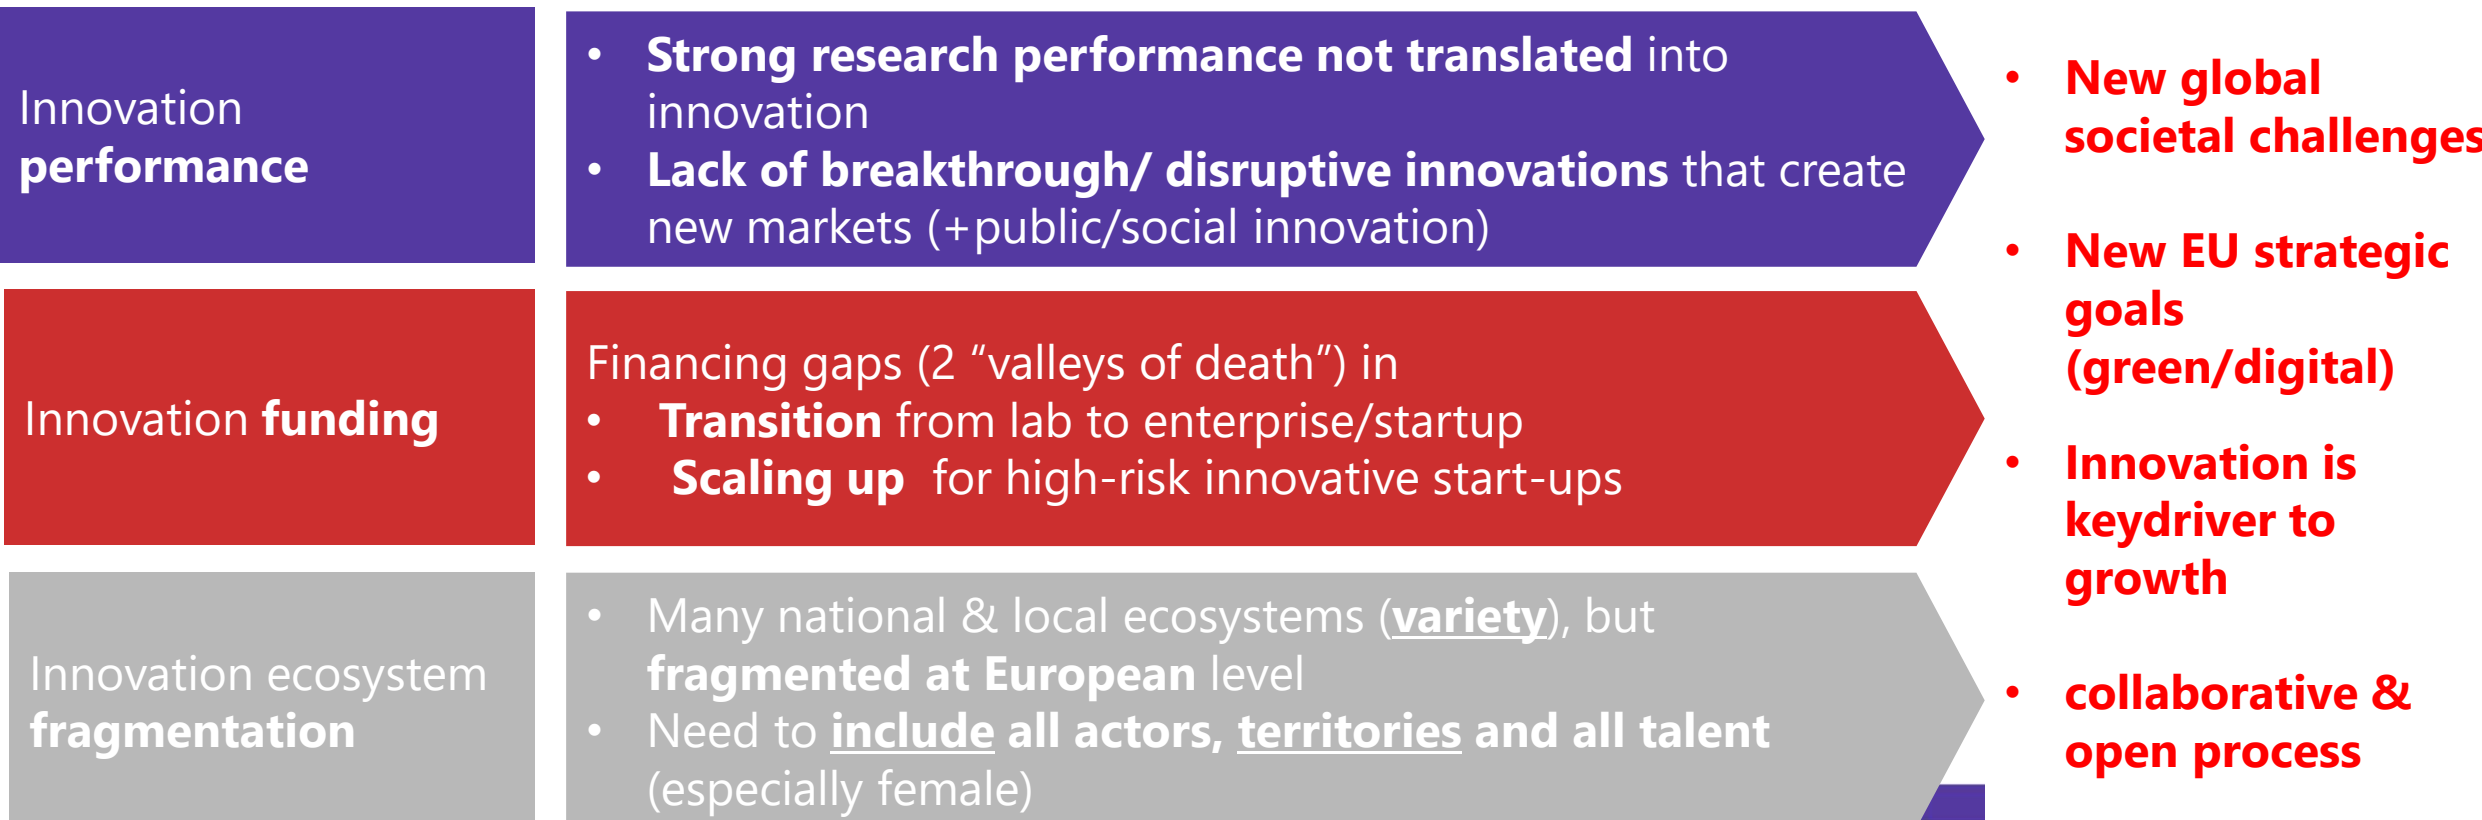 Innovation
performance
• Strong research performance not translated into
innovation
• Lack of breakthrough/ disruptive innovations that create
new markets (+public/social innovation)
Innovation funding
Financing gaps (2 “valleys of death”) in
• Transition from lab to enterprise/startup
• Scaling up for high-risk innovative start-ups
Innovation ecosystem
fragmentation
• Many national & local ecosystems (variety), but
fragmented at European level
• Need to include all actors, territories and all talent
(especially female)
• New global
societal challenges
• New EU strategic
goals
(green/digital)
• Innovation is
keydriver to
growth
• collaborative &
open process